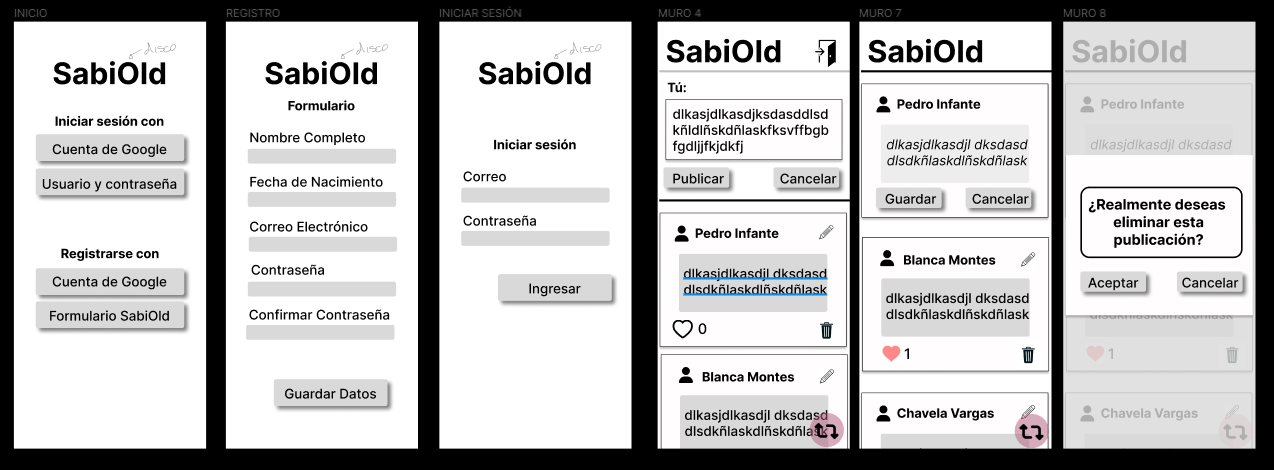 INICIO
disco
SabiOld
Iniciar sesión con
Cuenta de Google
Usuario y contraseña
Registrarse con
Cuenta de Google
Formulario SabiOld
REGISTRO
disco
SabiOld
Formulario
Nombre Completo
Fecha de Nacimiento
Correo Electrónico
Contraseña
Confirmar Contraseña
Guardar Datos
INICIAR SESIÓN
disco
SabiOld
Iniciar sesión
Correo
Contraseña
Ingresar
MURO 4
SabiOld
Tú:
dlkasjdlkasdjksdasddlsd
kñldlñskdñlaskfksvffbgb
fgdljjfkjdkfj
Publicar Cancelar
Pedro Infante
dlkasjdlkasdjl dksdasd
dlsdkñlaskdlñskdñlask
0
Blanca Montes
dlkasjdlkasdjl dksdasd
dlsdkñlaskdlñskdñlask
MURO 7
SabiOld
Pedro Infante
dlkasjdlkasdjl dksdasd
dlsdkñlaskdlñskdñlask
Guardar Cancelar
Blanca Montes
dlkasjdlkasdjl dksdasd
dlsdkñlaskdlñskdñlask
1
Chavela Vargas
MURO 8
SabiOld
Pedro Infante
dlkasjdlkasdjl dksdasd
¿Realmente deseas
eliminar esta
publicación?
Aceptar Cancelar
dlsdkñlaskdlñskdñlask
1
Chavela Vargas